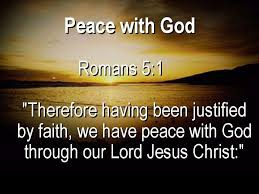 Peace with God
Romans 5:1
"Therefore having been justified
by faith, we have peace with God
through our Lord Jesus Christ:"